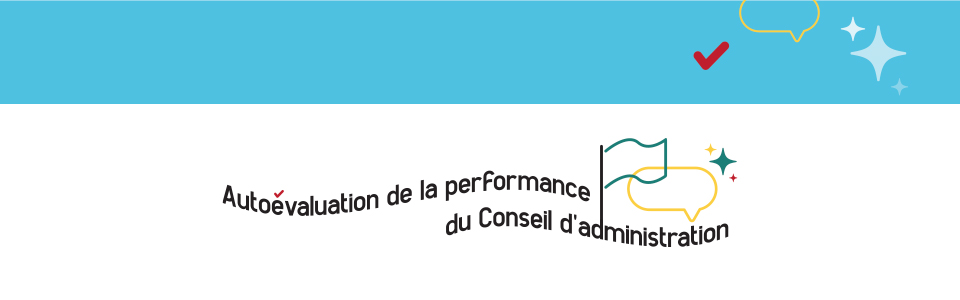 Autoévaluation de la performance
du Conseil d'administration